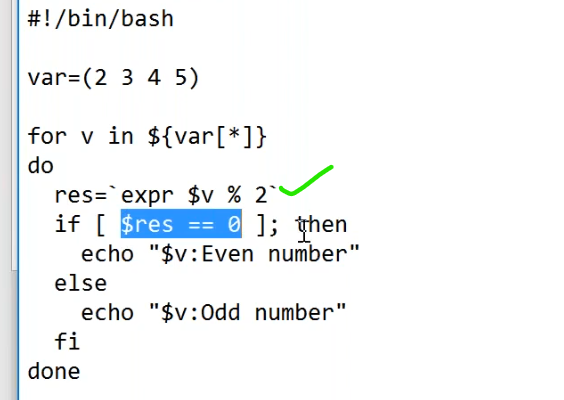 #!/bin/bash
var=(2 3 4 5)
for v in ${var[*]}
do
  res=`expr $v % 2`
  if [ $res == 0 ]; then
    echo "$v:Even number"
  else
    echo "$v:Odd number"
  fi
done